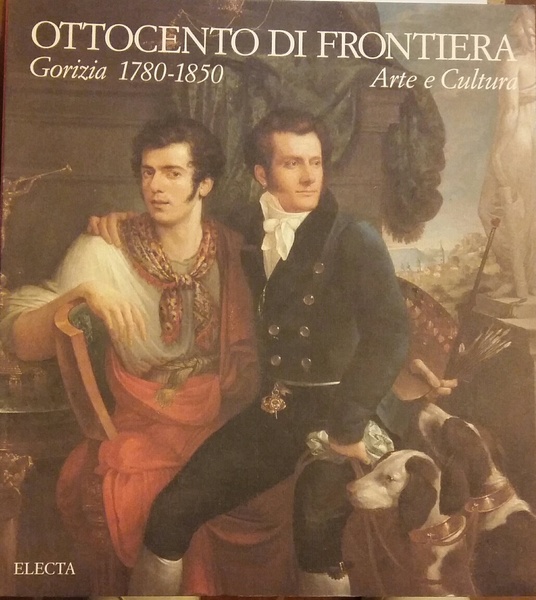 OTTOCENTO DI FRONTIERA
Gorizia 1780-1850 Arte e Cultura
ELECTA